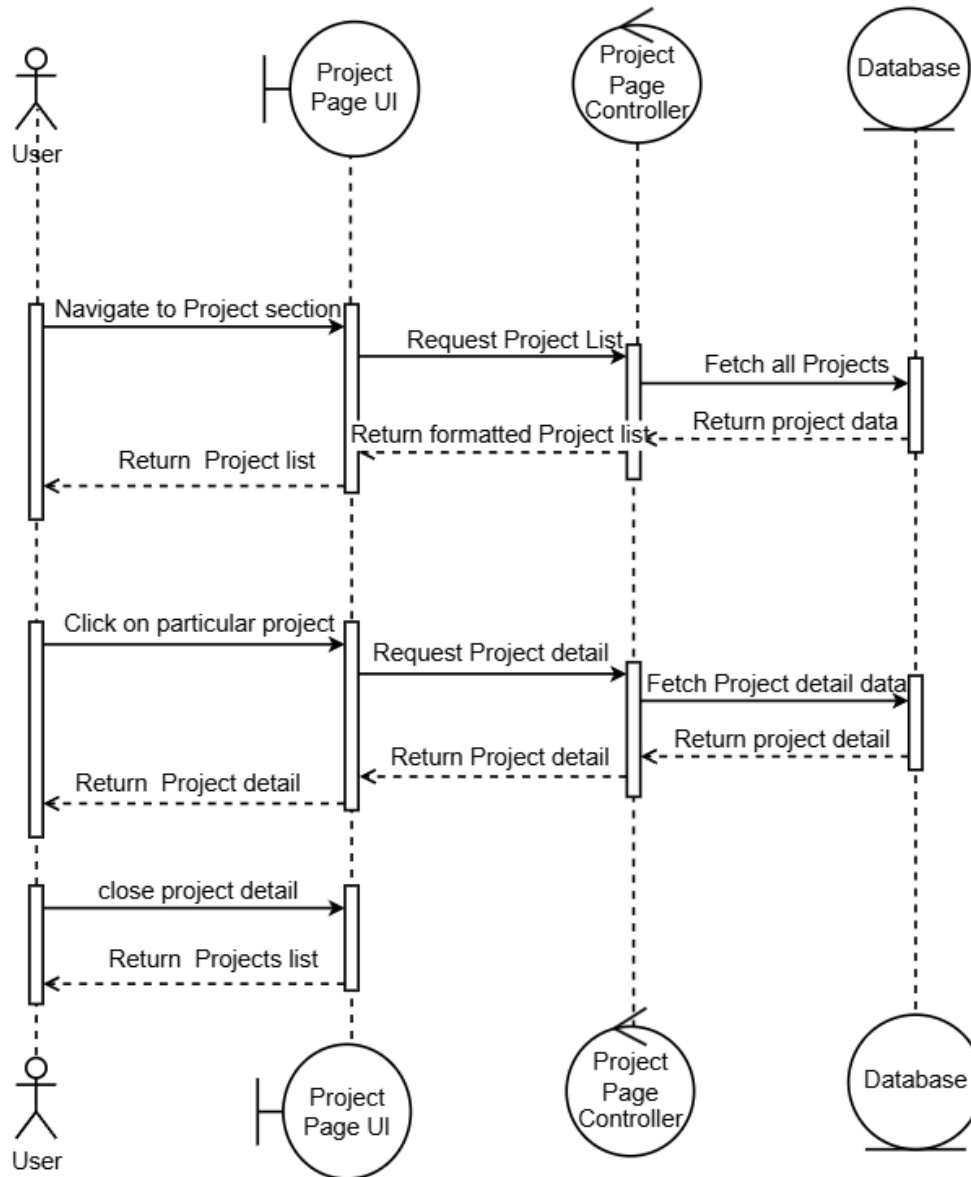 User
Project
Page UI
Project
Page
Controller
Database
Navigate to Project section
Request Project List
Fetch all Projects
Return project data
Return formatted Project list
Return  Project list
Click on particular project
Request Project detail
Fetch Project detail data
Return project detail
Return Project detail
Return  Project detail
close project detail
Return  Projects list
User
Project
Page UI
Project
Page
Controller
Database